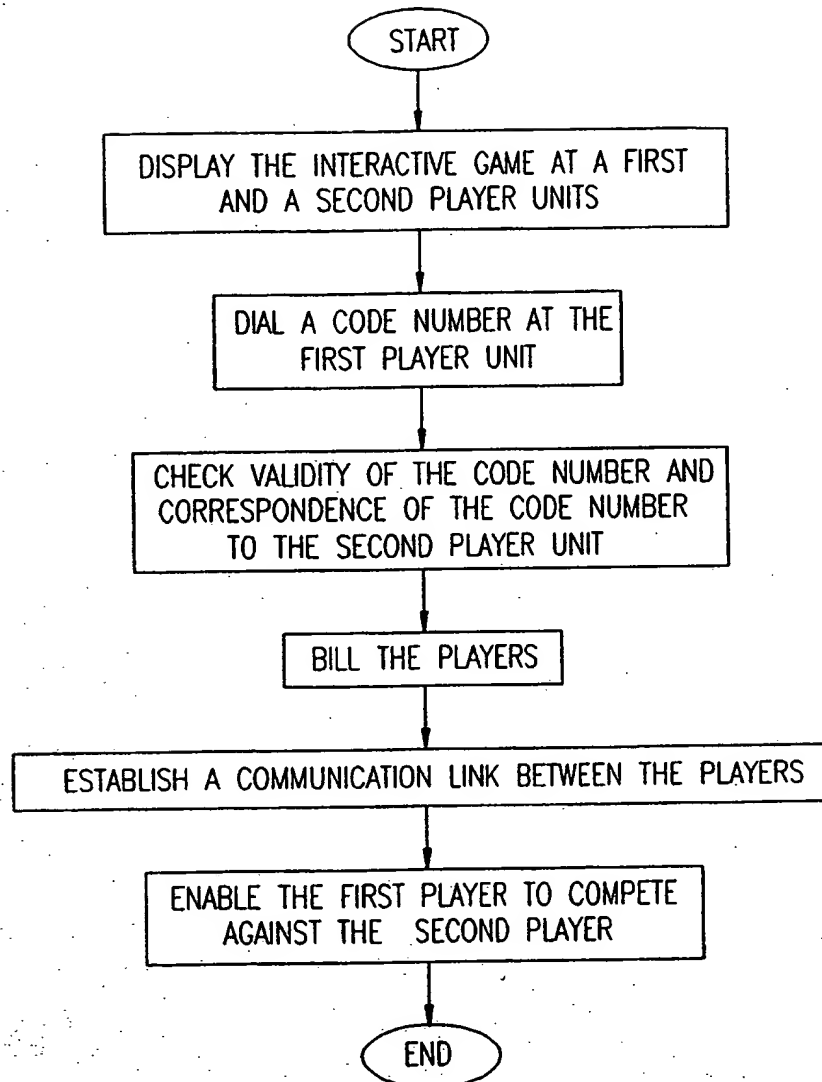 START
DISPLAY THE INTERACTIVE GAME AT A FIRST
AND A SECOND PLAYER UNITS
DIAL A CODE NUMBER AT THE
FIRST PLAYER UNIT
CHECK VALIDITY OF THE CODE NUMBER AND
CORRESPONDENCE OF THE CODE NUMBER
TO THE SECOND PLAYER UNIT
BILL THE PLAYERS
ESTABLISH A COMMUNICATION LINK BETWEEN THE PLAYERS
ENABLE THE FIRST PLAYER TO COMPETE
AGAINST THE SECOND PLAYER
END